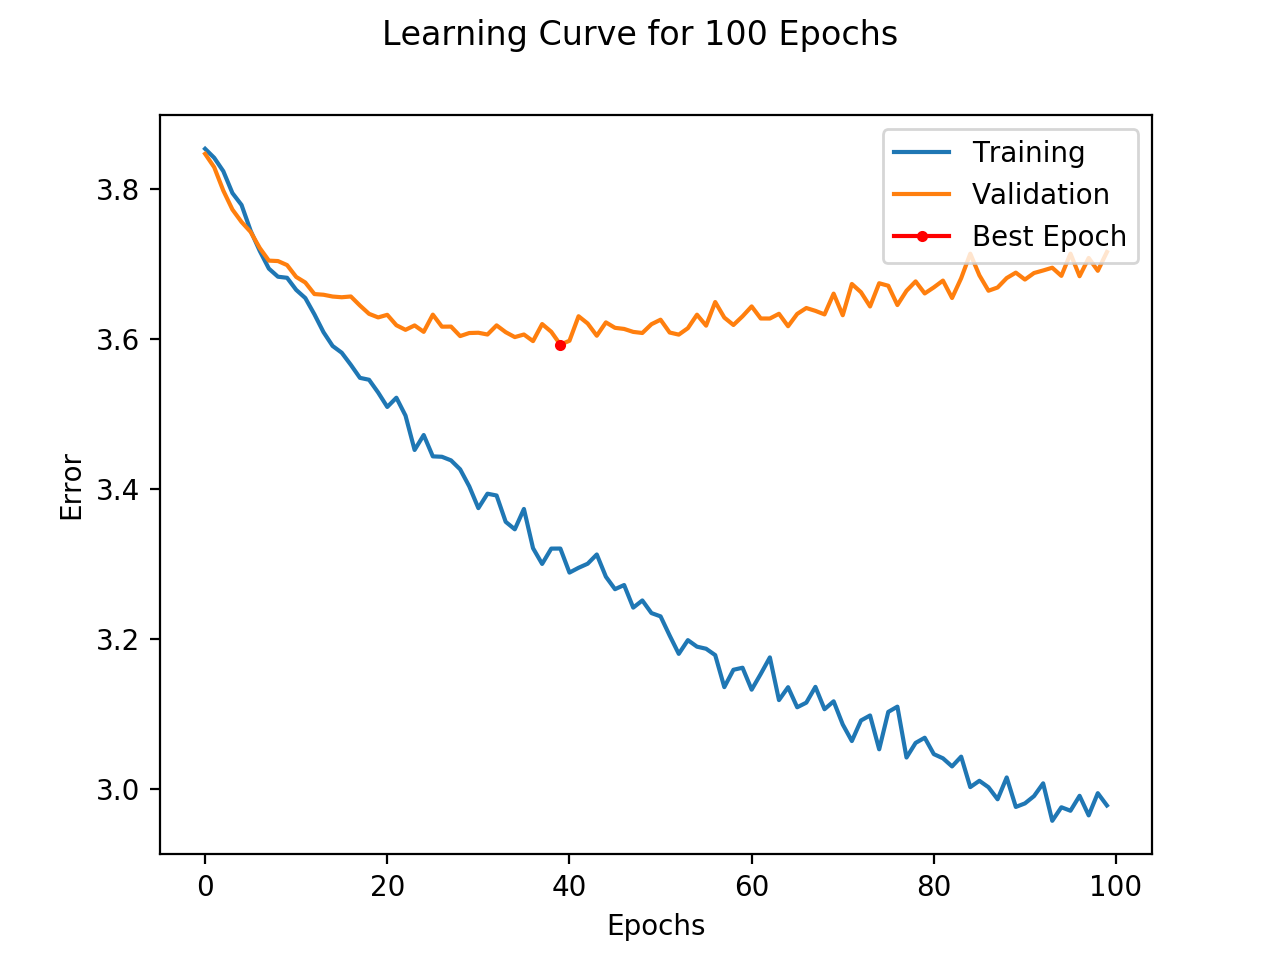 Learning Curve for 100 Epochs
Training
Validation
Best Epoch
3.8
3.6
3.4
3.2
3.0
Error
0 20 40 60 80 100
Epochs